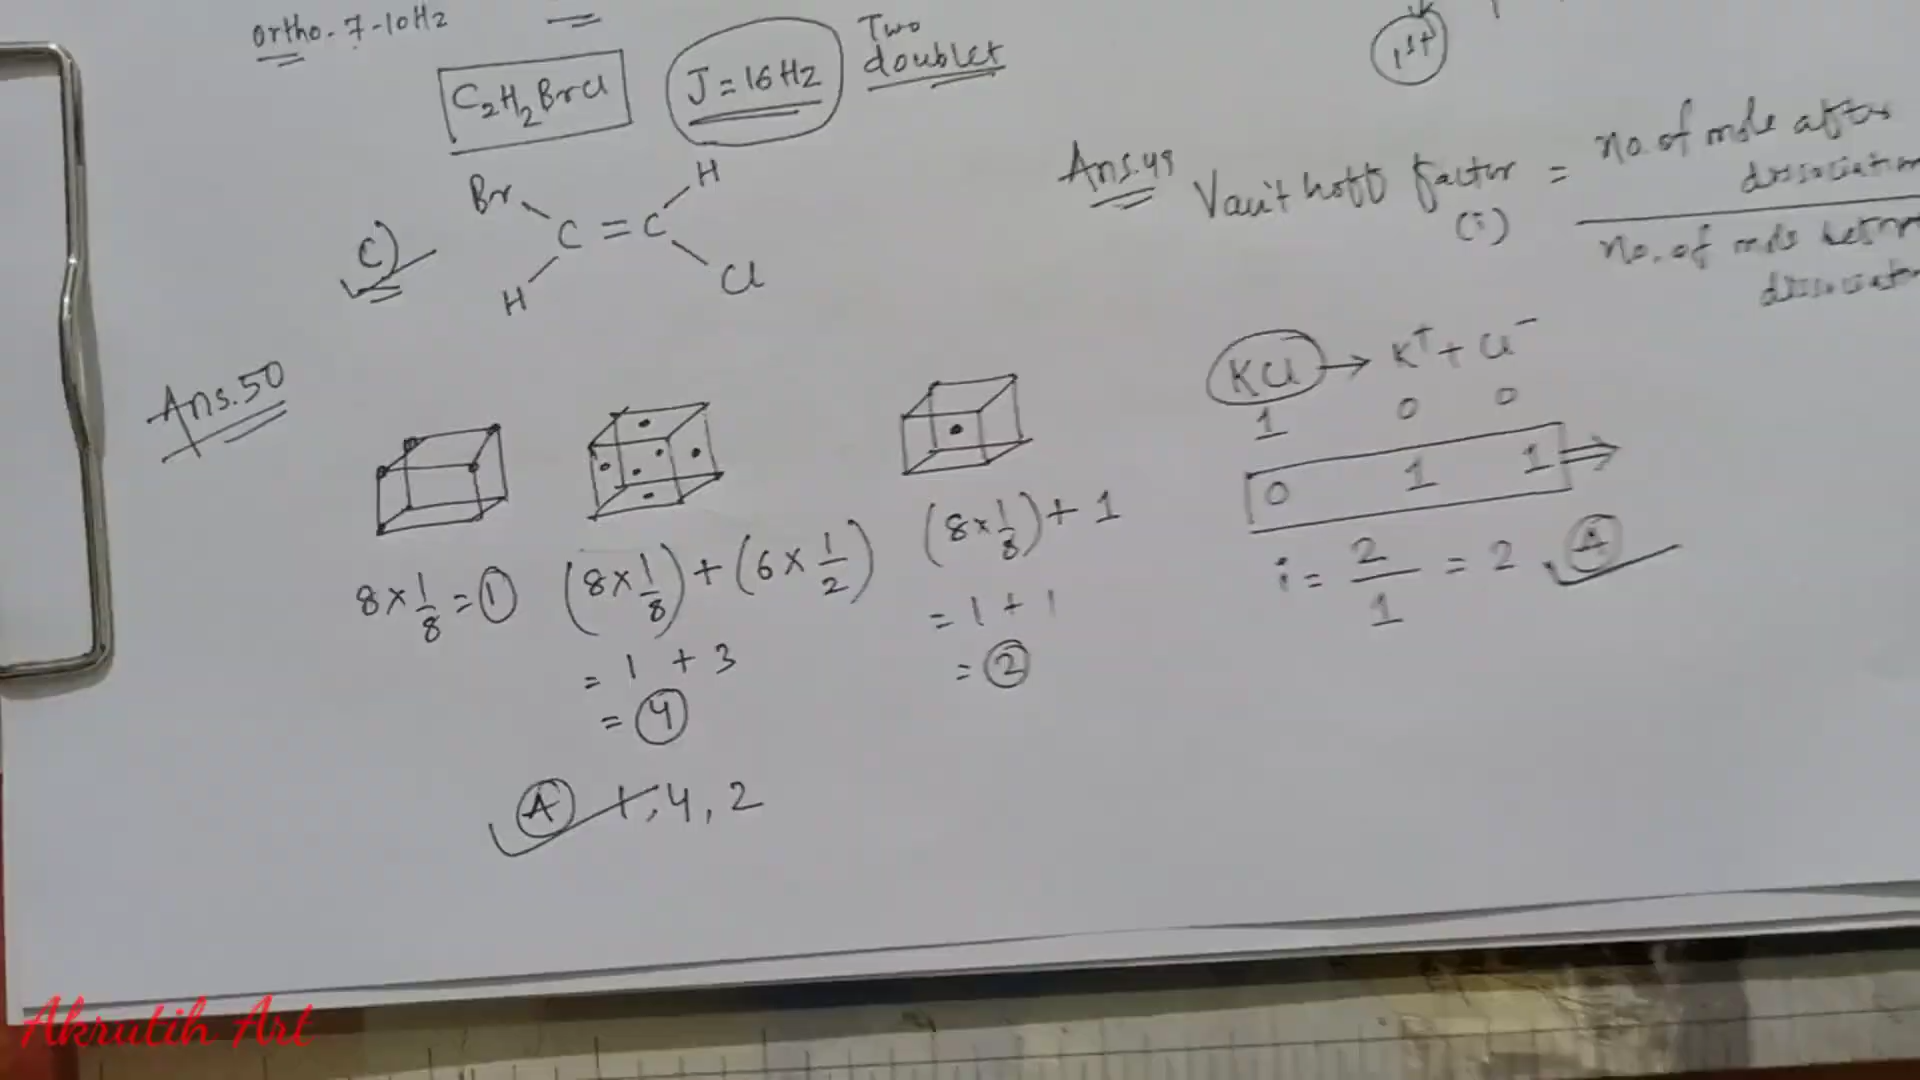 ortho. 7-10Hz
C2H2BrCl
J = 16 Hz
Two
doublet
Br H
C = C
H Cl
C)
1st
Ans.49
Van't hoff factor =
(i)
no. of mole after
dissociation
no. of mole before
KCl → K+ + Cl-
1 0 0
0 1 1 ⇒
i = 2/1 = 2 A
Ans.50
8 × 1/8 = 1
(8 × 1/8) + (6 × 1/2)
= 1 + 3
= 4
(8 × 1/8) + 1
= 1 + 1
= 2
A 1, 4, 2
Akrutih Art